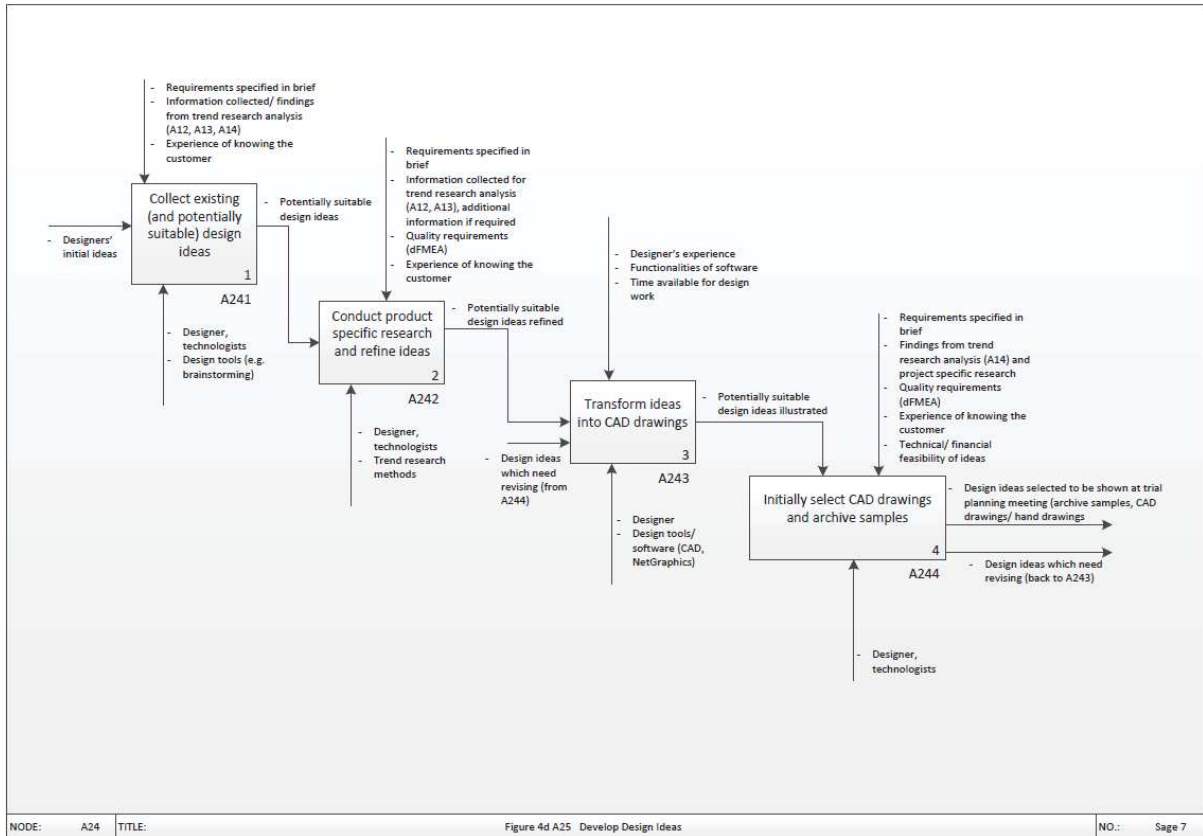 - Requirements specified in brief
- Information collected/ findings
from trend research analysis
(A12, A13, A14)
- Experience of knowing the
customer
Collect existing
(and potentially
suitable) design
ideas
1
A241
- Designers'
initial ideas
- Potentially suitable
design ideas
- Designer,
technologists
- Design tools (e.g.
brainstorming)
- Requirements specified in
brief
- Information collected for
trend research analysis
(A12, A13), additional
information if required
- Quality requirements
(dFMEA)
- Experience of knowing the
customer
Conduct product
specific research
and refine ideas
2
A242
- Potentially suitable
design ideas refined
- Designer,
technologists
- Trend research
methods
- Designer's experience
- Functionalities of software
- Time available for design
work
Transform ideas
into CAD drawings
3
A243
- Design ideas
which need
revising (from
A244)
- Potentially suitable
design ideas illustrated
- Designer
- Design tools/
software (CAD,
NetGraphics)
- Requirements specified in
brief
- Findings from trend
research analysis (A14) and
project specific research
- Quality requirements
(dFMEA)
- Experience of knowing the
customer
- Technical/ financial
feasibility of ideas
Initially select CAD drawings
and archive samples
4
A244
- Design ideas selected to be shown at trial
planning meeting (archive samples, CAD
drawings/ hand drawings
- Design ideas which need
revising (back to A243)
- Designer,
technologists
NODE: A24 TITLE: Figure 4d A25 Develop Design Ideas NO.: Sage 7